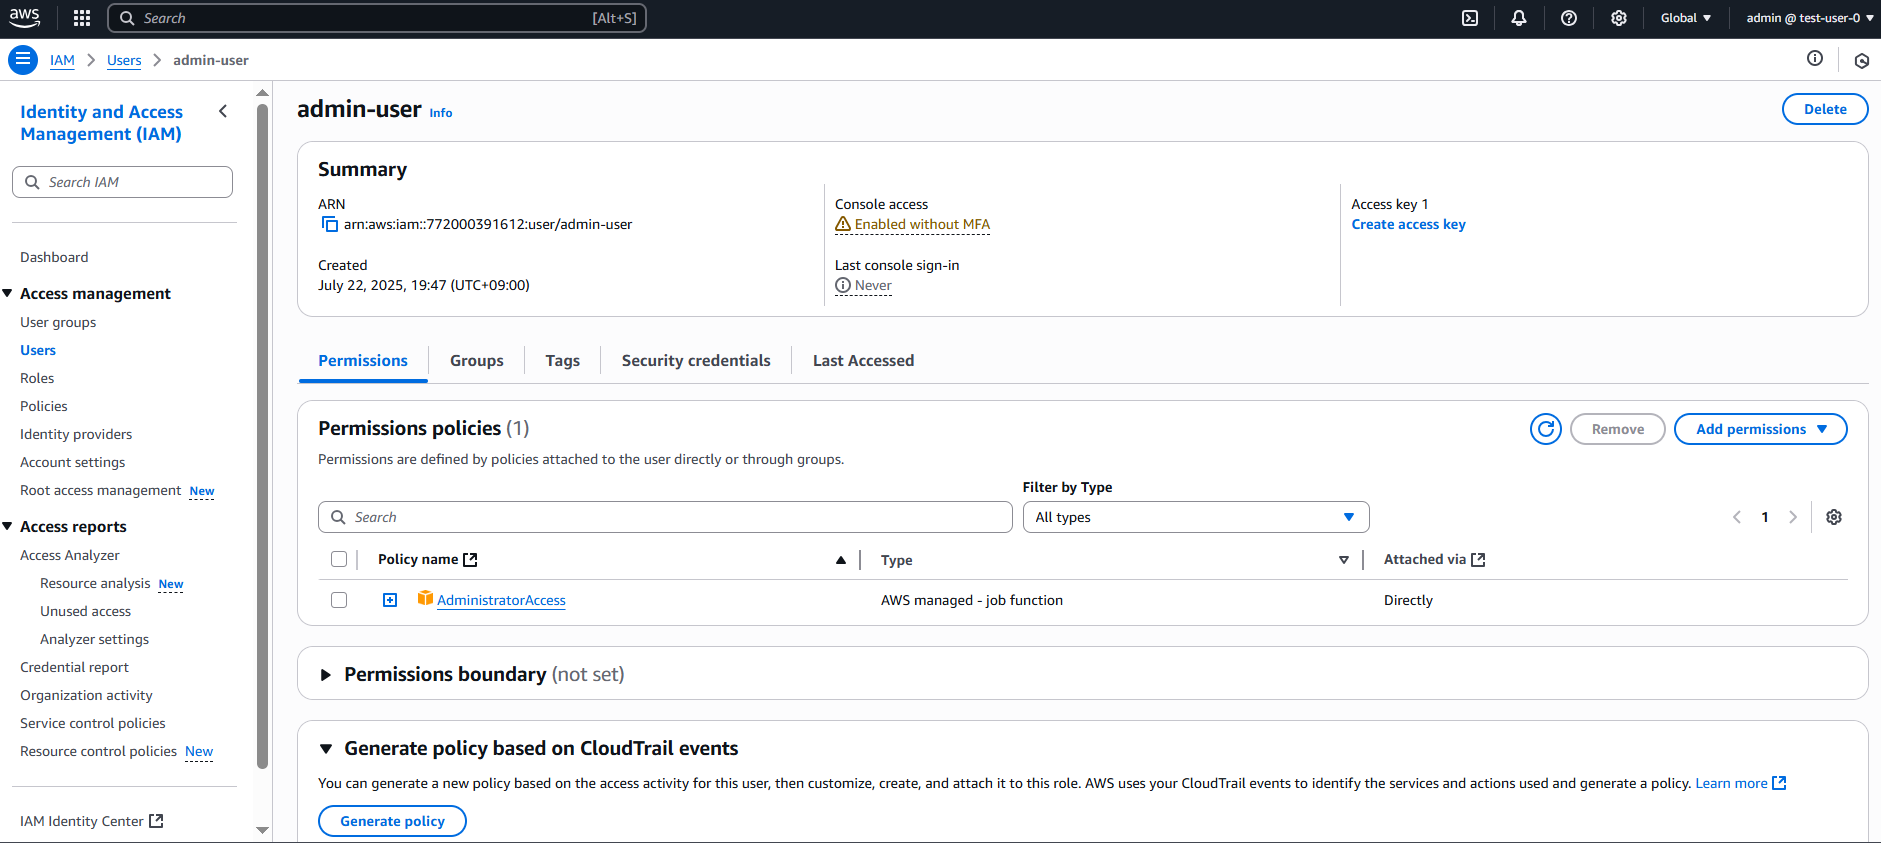 aws
Search [Alt+S]
Global
admin @ test-user-0
IAM > Users > admin-user
Identity and Access Management (IAM)
Search IAM
Dashboard
Access management
User groups
Users
Roles
Policies
Identity providers
Account settings
Root access management New
Access reports
Access Analyzer
Resource analysis New
Unused access
Analyzer settings
Credential report
Organization activity
Service control policies
Resource control policies New
IAM Identity Center
admin-user Info
Delete
Summary
ARN
arn:aws:iam::772000391612:user/admin-user
Created
July 22, 2025, 19:47 (UTC+09:00)
Console access
Enabled without MFA
Last console sign-in
Never
Access key 1
Create access key
Permissions
Groups
Tags
Security credentials
Last Accessed
Permissions policies (1)
Remove
Add permissions
Permissions are defined by policies attached to the user directly or through groups.
Filter by Type
Search
All types
1
Policy name
Type
Attached via
AdministratorAccess
AWS managed - job function
Directly
Permissions boundary (not set)
Generate policy based on CloudTrail events
You can generate a new policy based on the access activity for this user, then customize, create, and attach it to this role. AWS uses your CloudTrail events to identify the services and actions used and generate a policy. Learn more
Generate policy